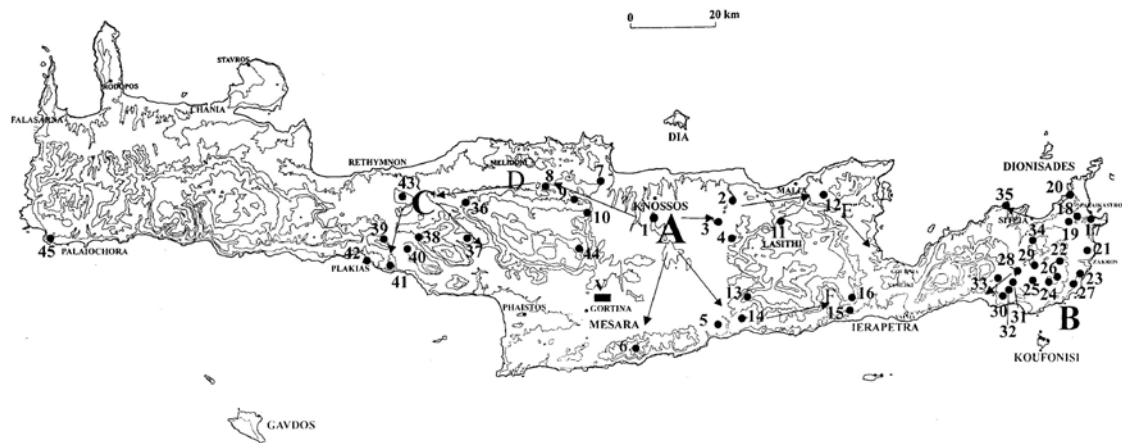 0 20 km
STAVROS
RODOPOS
FALASARNA
CHANIA
DIA
RETHYMNON
MELIDONI
DIONISADES
D
8
7
9
43
C
36
10
KNOSSOS
1
A
2
3
4
MALIA
12
E
11
LASITHI
35
SITEIA
20
18
PALAIKASTRO
19
17
34
45
PALAIOCHORA
39
38
37
40
42
PLAKIAS
41
44
28
29
22
21
ZAKROS
33
26
23
25
24
27
30
31
32
B
V
GORTINA
PHAISTOS
MESARA
13
14
F
16
15
5
6
IERAPETRA
KOUFONISI
GAVDOS